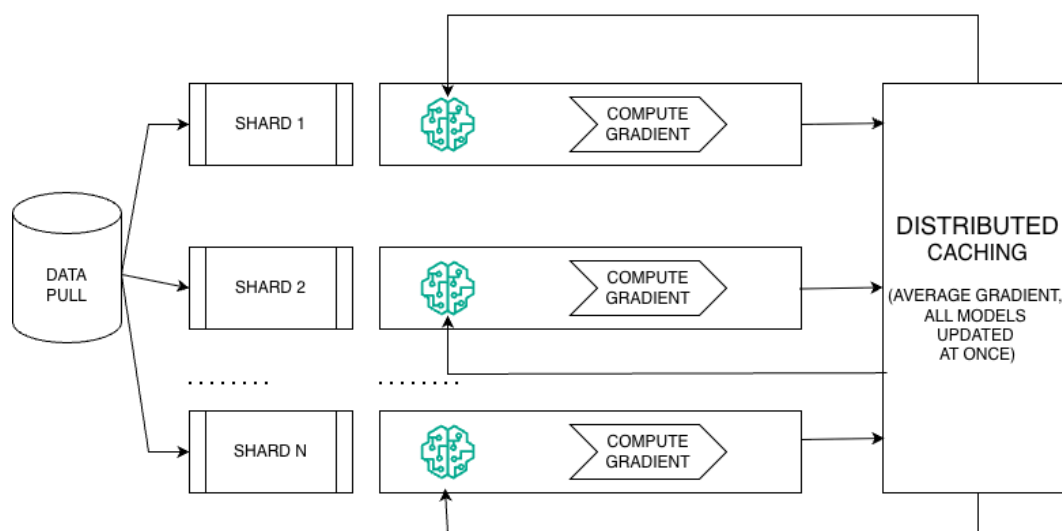 SHARD 1
COMPUTE
GRADIENT
DATA
PULL
SHARD 2
COMPUTE
GRADIENT
SHARD N
COMPUTE
GRADIENT
DISTRIBUTED
CACHING
(AVERAGE GRADIENT,
ALL MODELS
UPDATED
AT ONCE)